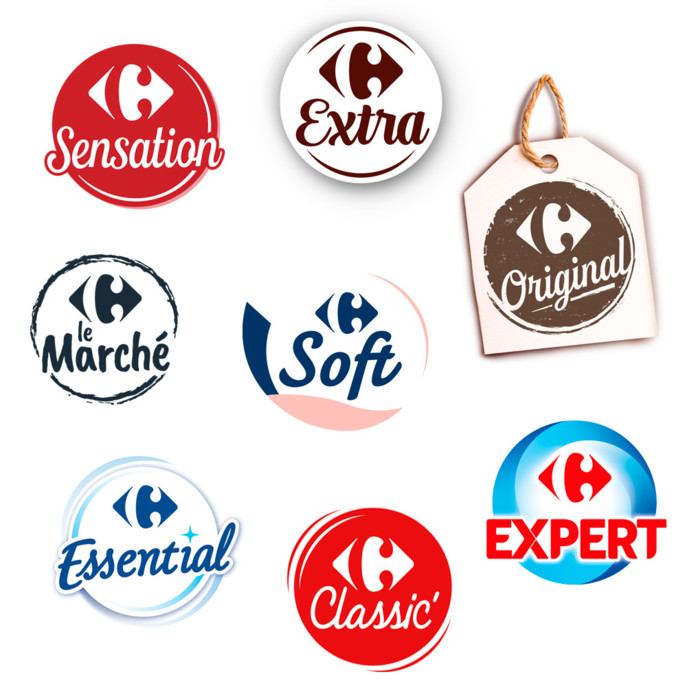 Sensation
Extra
Original
le
Marché
Soft
Essential
Classic'
EXPERT